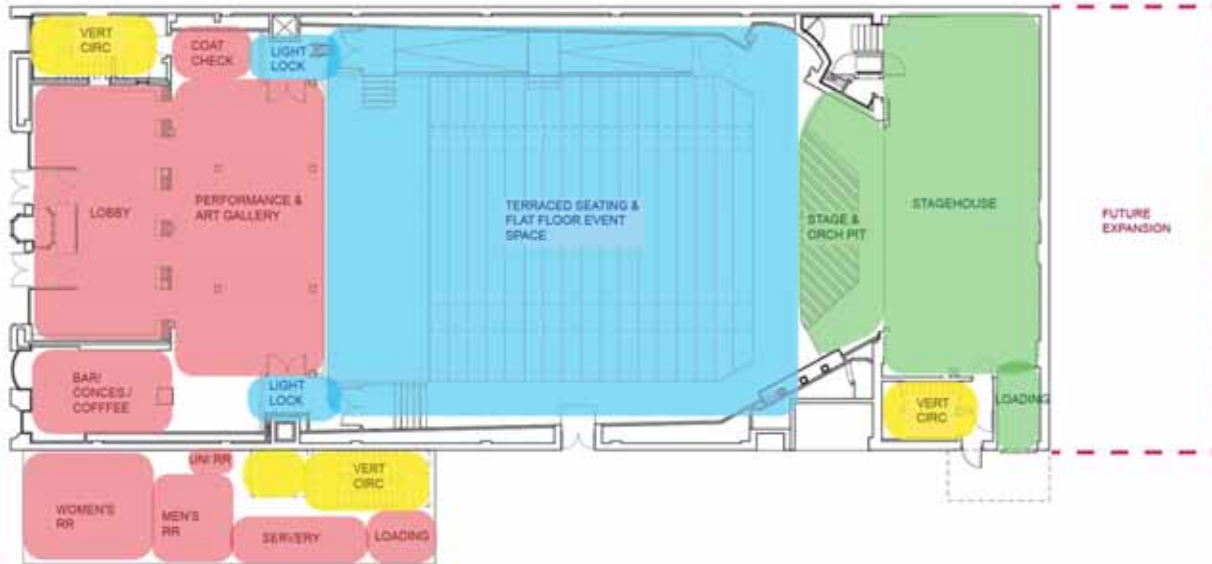 VERT
CIRC
COAT
CHECK
LIGHT
LOCK
LOBBY
PERFORMANCE &
ART GALLERY
TERRACED SEATING &
FLAT FLOOR EVENT
SPACE
STAGE &
ORCH PIT
STAGEHOUSE
FUTURE
EXPANSION
BAR/
CONCES./
COFFFEE
LIGHT
LOCK
VERT
CIRC
LOADING
UNI RR
VERT
CIRC
WOMEN'S
RR
MEN'S
RR
SERVERY
LOADING